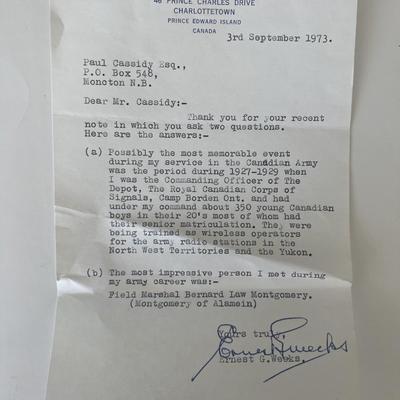 46 PRINCE CHARLES DRIVE
CHARLOTTETOWN
PRINCE EDWARD ISLAND
CANADA
3rd September 1973.
Paul Cassidy Esq.,
P.O. Box 548,
Moncton N.B.
Dear Mr. Cassidy:-
Thank you for your recent
note in which you ask two questions.
Here are the answers:-
(a) Possibly the most memorable event
during my service in the Canadian Army
was the period during 1927-1929 when
I was the Commanding Officer of The
Depot, The Royal Canadian Corps of
Signals, Camp Borden Ont. and had
under my command about 350 young Canadian
boys in their 20's most of whom had
their senior matriculation. They were
being trained as wireless operators
for the army radio stations in the
North West Territories and the Yukon.
(b) The most impressive person I met during
my army career was:-
Field Marshal Bernard Law Montgomery.
(Montgomery of Alamein)
Yours truly,
Ernest G. Weeks
Ernest G. Weeks.